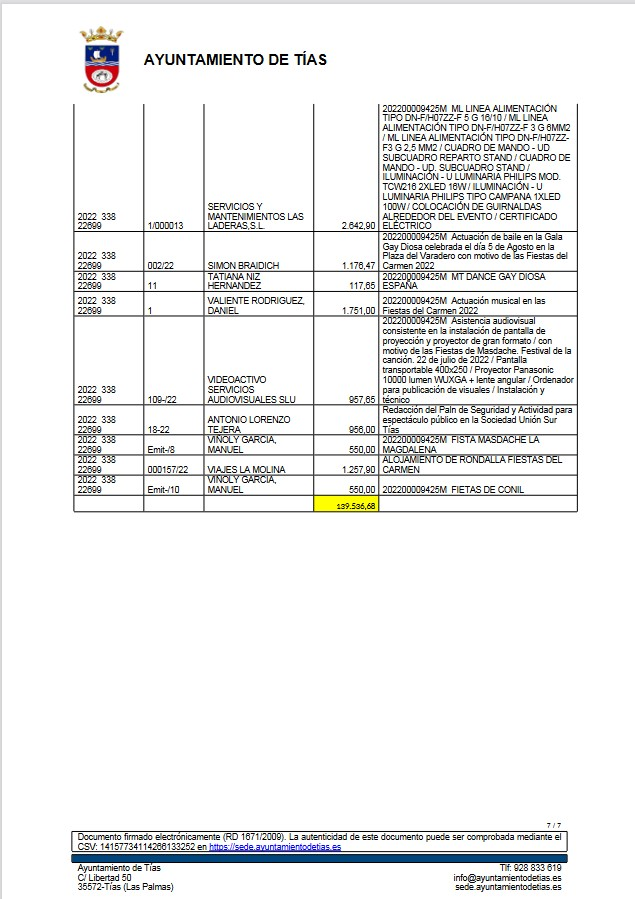 AYUNTAMIENTO DE TÍAS
202200009425M ML LINEA ALIMENTACIÓN
TIPO DN-F/H07ZZ-F 5 G 16/10 / ML LINEA
ALIMENTACIÓN TIPO DN-F/H07ZZ-F 3 G 6MM2
/ ML LINEA ALIMENTACIÓN TIPO DN-F/H07ZZ-
F3 G 2,5 MM2 / CUADRO DE MANDO - UD
SUBCUADRO REPARTO STAND / CUADRO DE
MANDO - UD. SUBCUADRO STAND /
ILUMINACIÓN - U LUMINARIA PHILIPS MOD.
TCW216 2XLED 16W / ILUMINACIÓN - U
LUMINARIA PHILIPS TIPO CAMPANA 1XLED
100W / COLOCACIÓN DE GUIRNALDAS
ALREDEDOR DEL EVENTO / CERTIFICADO
ELÉCTRICO
2022 338
22699
1/000013
SERVICIOS Y
MANTENIMIENTOS LAS
LADERAS,S.L.
2.642,90
2022 338
22699
002/22
SIMON BRAIDICH
1.176,47
202200009425M Actuación de baile en la Gala
Gay Diosa celebrada el día 5 de Agosto en la
Plaza del Varadero con motivo de las Fiestas del
Carmen 2022
2022 338
22699
11
TATIANA NIZ
HERNANDEZ
117,65
202200009425M MT DANCE GAY DIOSA
ESPAÑA
2022 338
22699
1
VALIENTE RODRIGUEZ,
DANIEL
1.751,00
202200009425M Actuación musical en las
Fiestas del Carmen 2022
2022 338
22699
109-/22
VIDEOACTIVO
SERVICIOS
AUDIOVISUALES SLU
957,65
202200009425M Asistencia audiovisual
consistente en la instalación de pantalla de
proyección y proyector de gran formato / con
motivo de las Fiestas de Masdache. Festival de la
canción. 22 de julio de 2022 / Pantalla
transportable 400x250 / Proyector Panasonic
10000 lumen WUXGA + lente angular / Ordenador
para publicación de visuales / Instalación y
técnico
2022 338
22699
18-22
ANTONIO LORENZO
TEJERA
956,00
Redacción del Paln de Seguridad y Actividad para
espectáculo público en la Sociedad Unión Sur
Tías
2022 338
22699
Emit-/8
VIÑOLY GARCÍA,
MANUEL
550,00
202200009425M FISTA MASDACHE LA
MAGDALENA
2022 338
22699
000157/22
VIAJES LA MOLINA
1.257,90
ALOJAMIENTO DE RONDALLA FIESTAS DEL
CARMEN
2022 338
22699
Emit-/10
VIÑOLY GARCÍA,
MANUEL
550,00
202200009425M FIETAS DE CONIL
139.536,68
7 / 7
Documento firmado electrónicamente (RD 1671/2009). La autenticidad de este documento puede ser comprobada mediante el
CSV: 14157734114266133252 en https://sede.ayuntamientodetias.es
Ayuntamiento de Tías
C/ Libertad 50
35572-Tías (Las Palmas)
Tlf: 928 833 619
info@ayuntamientodetias.es
sede.ayuntamientodetias.es